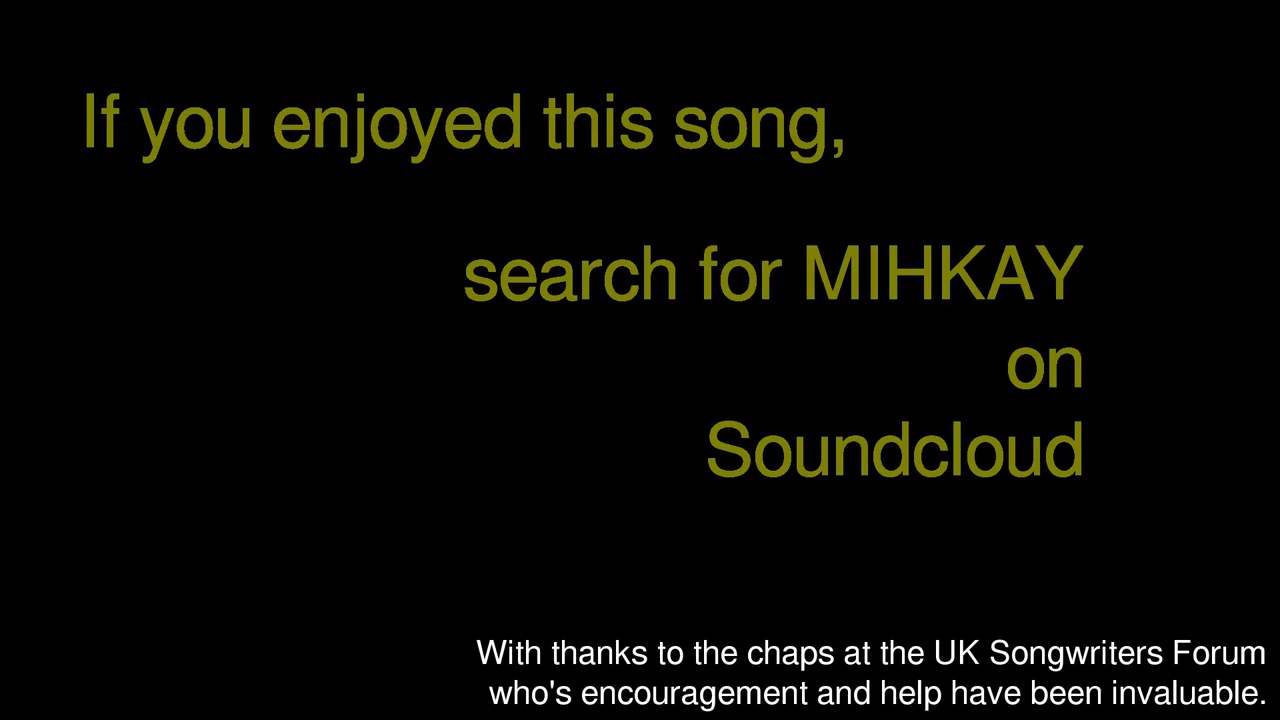 If you enjoyed this song,
search for MIHKAY
on
Soundcloud
With thanks to the chaps at the UK Songwriters Forum
who's encouragement and help have been invaluable.